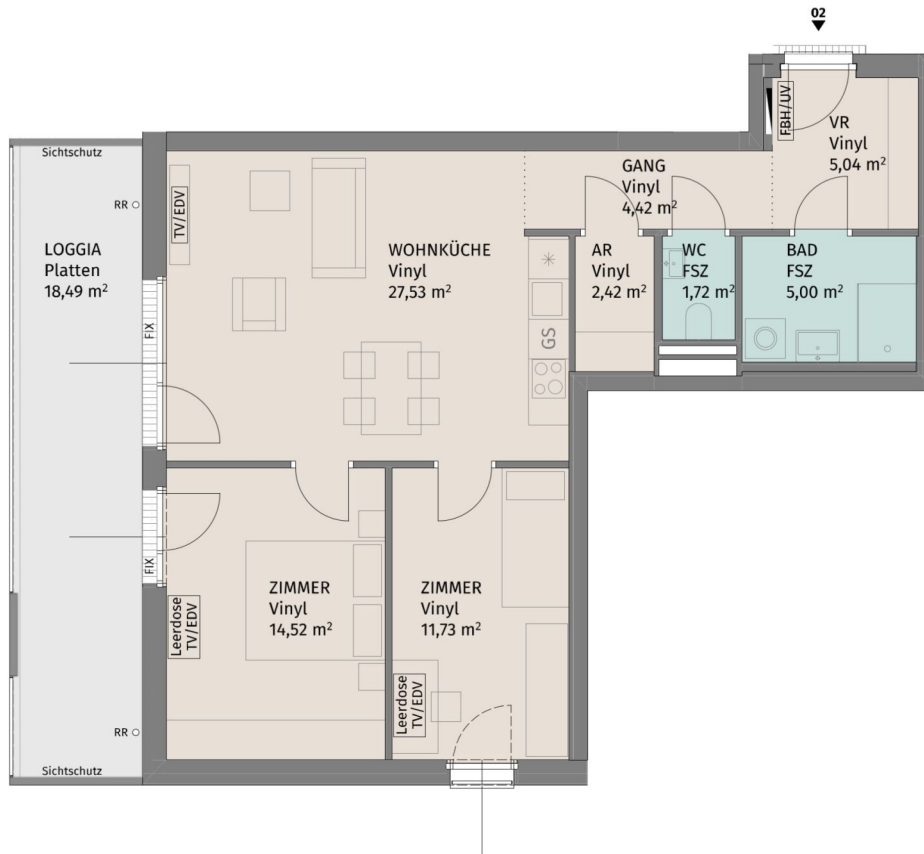 02
FBH/UV
VR
Vinyl
5,04 m²
GANG
Vinyl
4,42 m²
Sichtschutz
RR
TV/EDV
LOGGIA
Platten
18,49 m²
WOHNKÜCHE
Vinyl
27,53 m²
AR
Vinyl
2,42 m²
WC
FSZ
1,72 m²
BAD
FSZ
5,00 m²
FIX
GS
FIX
ZIMMER
Vinyl
14,52 m²
ZIMMER
Vinyl
11,73 m²
Leerdose
TV/EDV
Leerdose
TV/EDV
RR
Sichtschutz